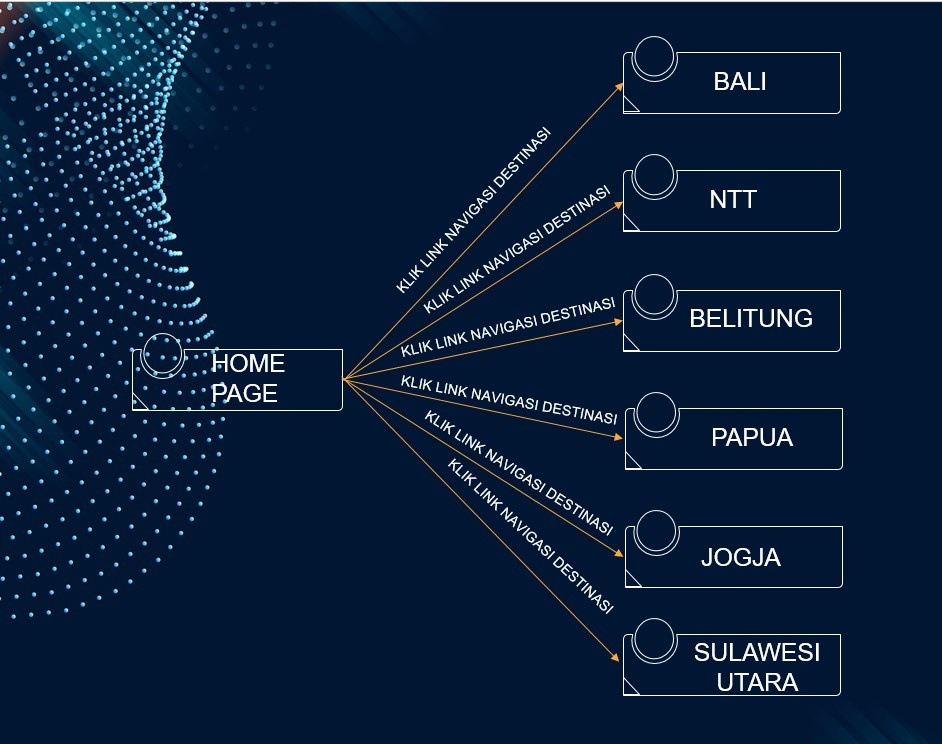 BALI
KLIK LINK NAVIGASI DESTINASI
NTT
KLIK LINK NAVIGASI DESTINASI
BELITUNG
KLIK LINK NAVIGASI DESTINASI
HOME
PAGE
KLIK LINK NAVIGASI DESTINASI
PAPUA
KLIK LINK NAVIGASI DESTINASI
JOGJA
KLIK LINK NAVIGASI DESTINASI
SULAWESI
UTARA